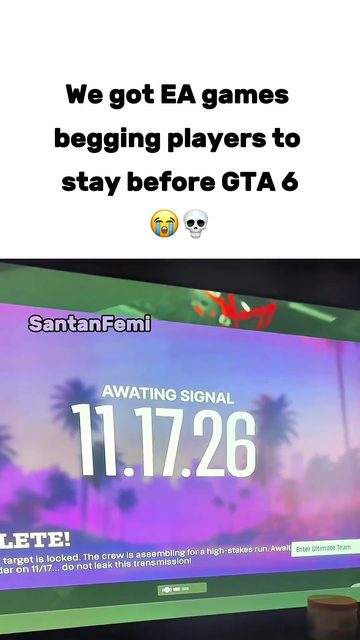 We got EA games
begging players to
stay before GTA 6
😭💀
SantanFemi
AWATING SIGNAL
11.17.26
LETE!
target is locked. The crew is assembling for a high-stakes run. Await
der on 11/17... do not leak this transmission!
Enter Ultimate Team